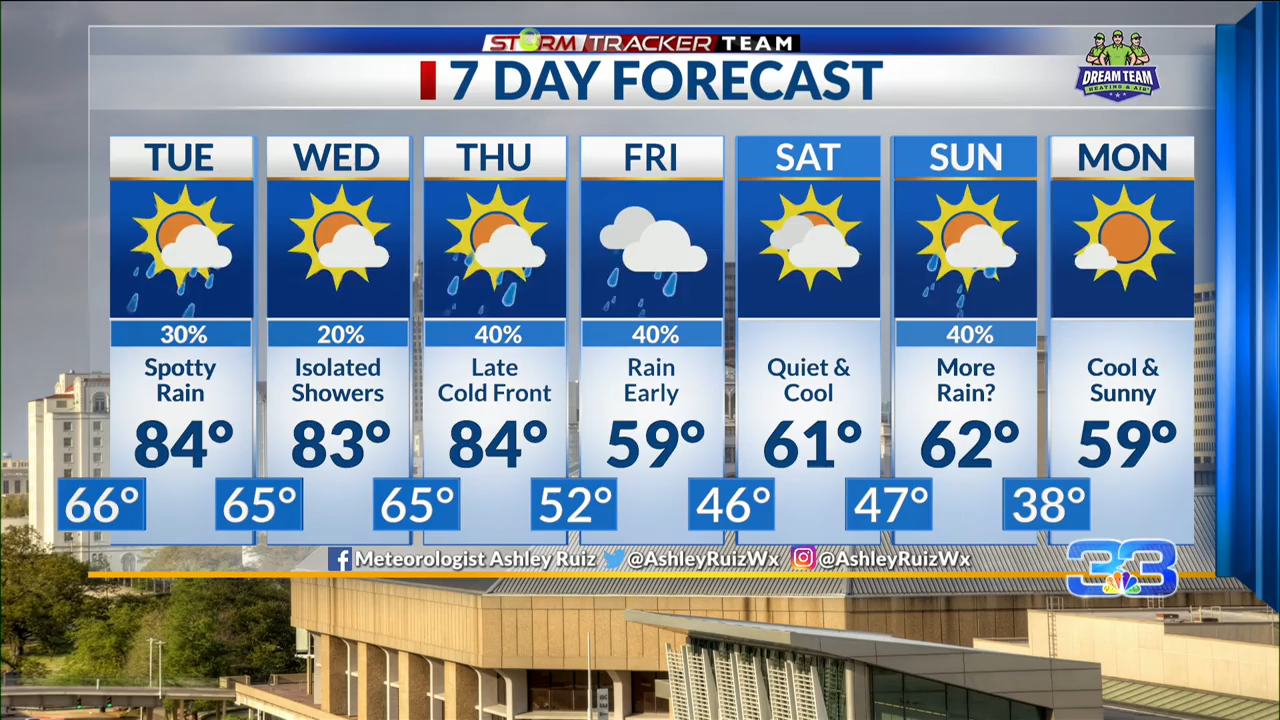 STORM TRACKER TEAM
7 DAY FORECAST
DREAM TEAM
HEATING & AIR
TUE WED THU FRI SAT SUN MON
30% 20% 40% 40% 40%
Spotty Isolated Late Rain Quiet & More Cool &
Rain Showers Cold Front Early Cool Rain? Sunny
84° 83° 84° 59° 61° 62° 59°
66° 65° 65° 52° 46° 47° 38°
Meteorologist Ashley Ruiz @AshleyRuizWx @AshleyRuizWx
33